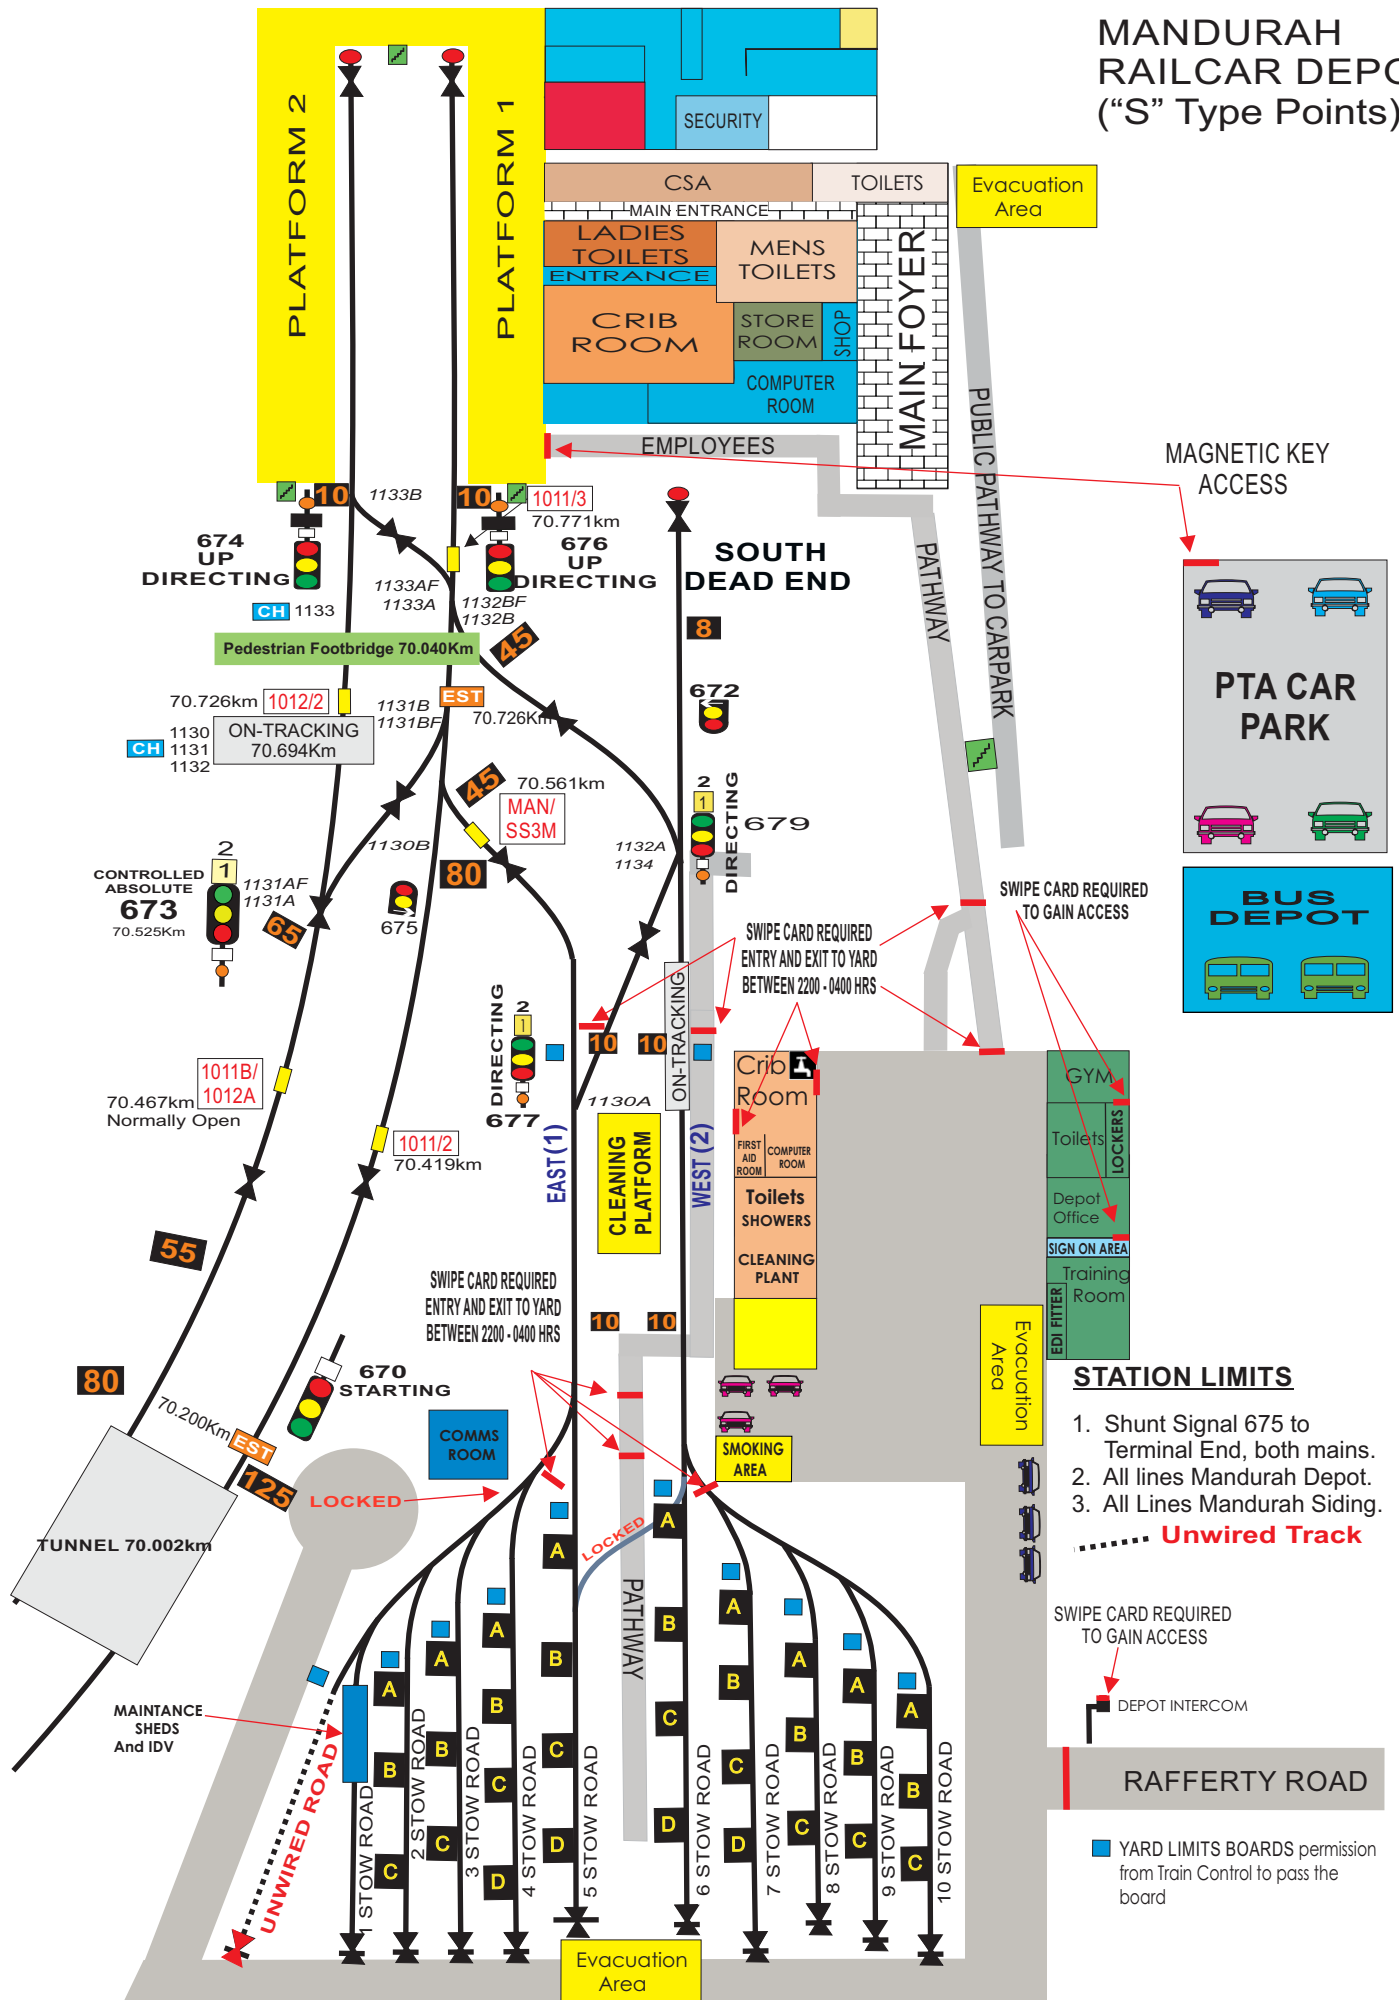 MANDURAH
RAILCAR DEPO
("S" Type Points)
PLATFORM 2
PLATFORM 1
SECURITY
CSA
TOILETS
MAIN ENTRANCE
LADIES
TOILETS
ENTRANCE
MENS
TOILETS
CRIB
ROOM
STORE
ROOM
SHOP
COMPUTER
ROOM
MAIN FOYER
Evacuation
Area
EMPLOYEES
PATHWAY
PUBLIC PATHWAY TO CARPARK
MAGNETIC KEY
ACCESS
PTA CAR
PARK
BUS
DEPOT
10
1133B
10
1011/3
70.771km
674
UP
DIRECTING
676
UP
DIRECTING
CH 1133
1133AF
1133A
1132BF
1132B
SOUTH
DEAD END
8
Pedestrian Footbridge 70.040Km
45
70.726km
1012/2
1131B
1131BF
EST
70.726Km
672
CH
1130
1131
1132
ON-TRACKING
70.694Km
45
70.561km
MAN/
SS3M
2
1
DIRECTING
679
1130B
80
1132A
1134
2
1
CONTROLLED
ABSOLUTE
673
70.525Km
1131AF
1131A
65
675
SWIPE CARD REQUIRED
TO GAIN ACCESS
SWIPE CARD REQUIRED
ENTRY AND EXIT TO YARD
BETWEEN 2200 - 0400 HRS
2
1
DIRECTING
677
10
10
ON-TRACKING
1011B/
1012A
70.467km
Normally Open
1011/2
70.419km
1130A
EAST (1)
CLEANING
PLATFORM
WEST (2)
Crib
Room
FIRST
AID
ROOM
COMPUTER
ROOM
Toilets
SHOWERS
CLEANING
PLANT
GYM
Toilets
LOCKERS
Depot
Office
SIGN ON AREA
Training
Room
EDI FITTER
55
SWIPE CARD REQUIRED
ENTRY AND EXIT TO YARD
BETWEEN 2200 - 0400 HRS
10
10
80
670
STARTING
70.200Km
EST
125
COMMS
ROOM
LOCKED
SMOKING
AREA
Evacuation
Area
STATION LIMITS
1. Shunt Signal 675 to
Terminal End, both mains.
2. All lines Mandurah Depot.
3. All Lines Mandurah Siding.
Unwired Track
TUNNEL 70.002km
LOCKED
PATHWAY
SWIPE CARD REQUIRED
TO GAIN ACCESS
DEPOT INTERCOM
RAFFERTY ROAD
YARD LIMITS BOARDS permission
from Train Control to pass the
board
MAINTANCE
SHEDS
And IDV
UNWIRED ROAD
1 STOW ROAD
A
B
C
2 STOW ROAD
A
B
C
3 STOW ROAD
A
B
C
D
4 STOW ROAD
A
B
C
D
5 STOW ROAD
A
B
C
D
6 STOW ROAD
A
B
C
D
7 STOW ROAD
A
B
C
8 STOW ROAD
A
B
C
9 STOW ROAD
A
B
C
10 STOW ROAD
Evacuation
Area